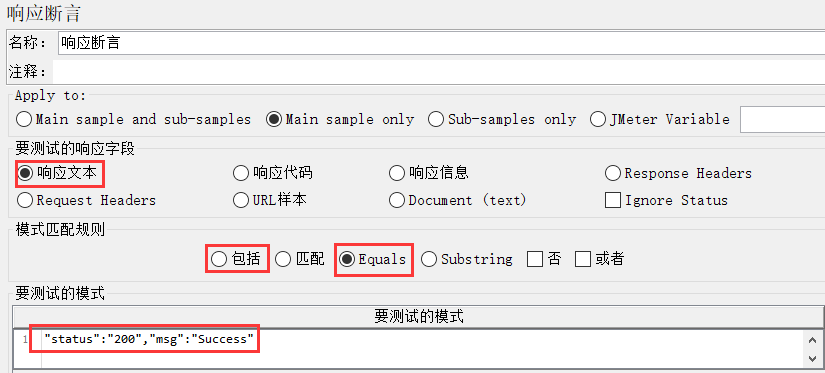 响应断言
名称： 响应断言
注释：
Apply to:
Main sample and sub-samples Main sample only Sub-samples only JMeter Variable
要测试的响应字段
响应文本 响应代码 响应信息 Response Headers
Request Headers URL样本 Document (text) Ignore Status
模式匹配规则
包括 匹配 Equals Substring 否 或者
要测试的模式
要测试的模式
1 "status":"200","msg":"Success"